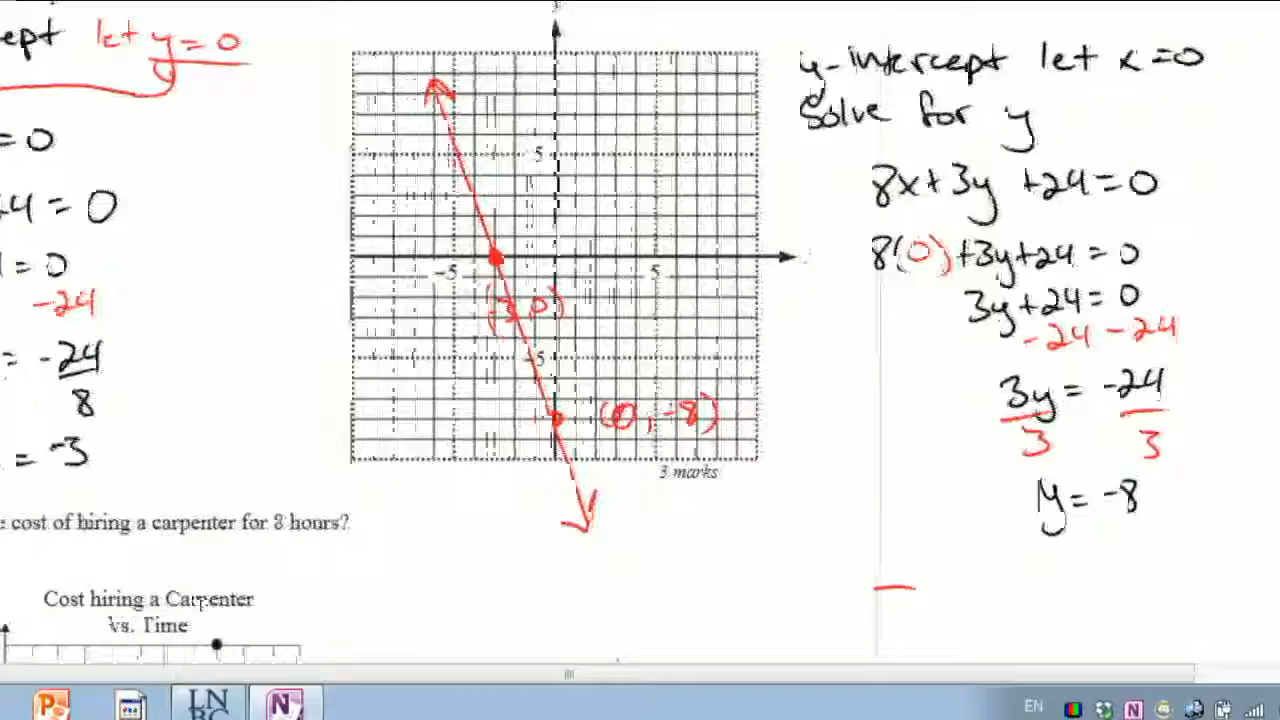 ept let y = 0
= 0
+24 = 0
= 0
-24
= -24
8
= -3
5
-5
5
-5
(-3,0)
(0, -8)
3 marks
y-intercept let x = 0
Solve for y
8x+3y +24=0
8(0)+3y+24 = 0
3y+24 = 0
-24 -24
3y = -24
3 3
y = -8
e cost of hiring a carpenter for 8 hours?
Cost hiring a Carpenter
vs. Time
LN
BC
N
EN